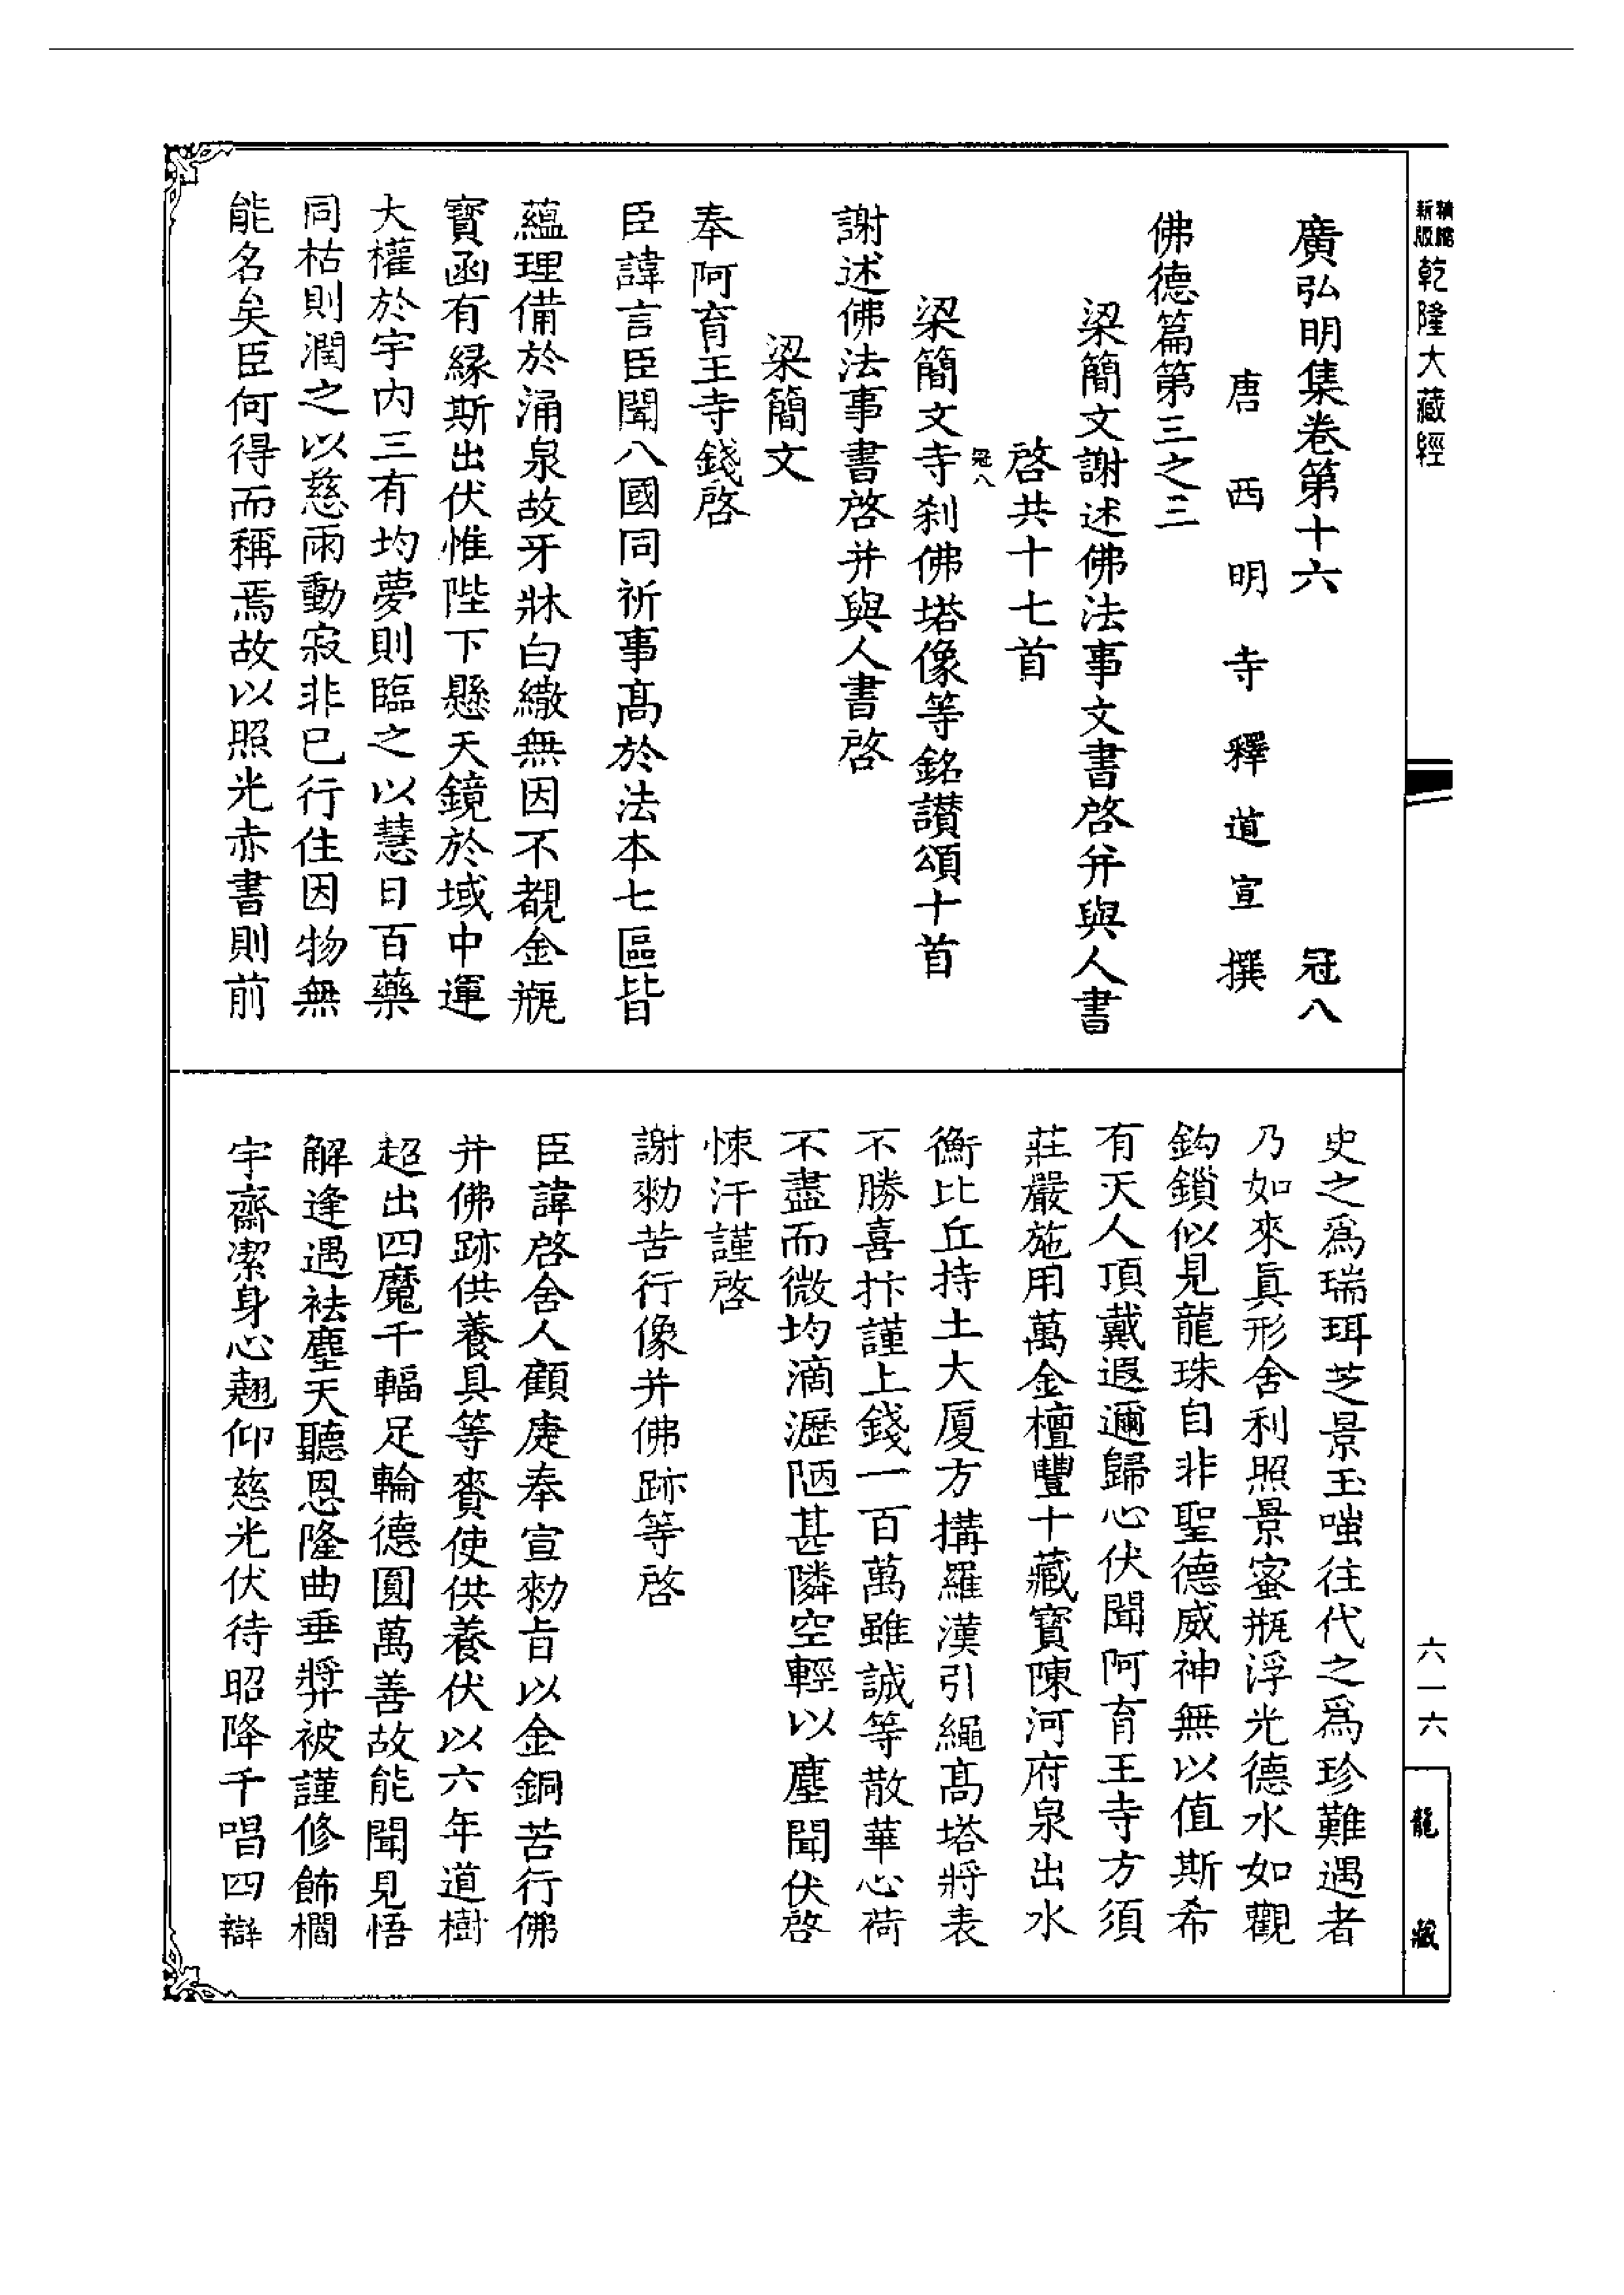 廣弘明集卷第十六 冠八
唐西明寺釋道宣撰
佛德篇第三之三
梁簡文謝述佛法事文書啓并與人書
啓共十七首
冠八
梁簡文寺刹佛塔像等銘讃頌十首
謝述佛法事書啓并與人書啓
梁簡文
奉阿育王寺錢啓
臣諱言臣聞八國同祈事髙於法本七區皆
蘊理備於涌泉故牙牀白繖無因不覩金瓶
寳函有緣斯出伏惟陛下懸天鏡於域中運
大權於宇内三有均夢則臨之以慧日百藥
同枯則潤之以慈雨動寂非已行住因物無
能名矣臣何得而稱焉故以照光赤書則前
史之爲瑞珥芝景玉嗤往代之爲珍難遇者
乃如來眞形舍利照景蜜瓶浮光德水如觀
鈎鎖似見龍珠自非聖德威神無以值斯希
有天人頂戴遐邇歸心伏聞阿育王寺方須
莊嚴施用萬金檀豐十藏寳陳河府泉出水
衡比丘持土大厦方搆羅漢引繩髙塔將表
不勝喜抃謹上錢一百萬雖誠等散華心荷
不盡而微均滴瀝陋甚隣空輕以塵聞伏啓
悚汗謹啓
謝勑苦行像并佛跡等啓
臣諱啓舍人顧㢘奉宣勑旨以金銅苦行佛
并佛跡供養具等賫使供養伏以六年道樹
超出四魔千輻足輪德圓萬善故能聞見悟
解逢遇袪塵天聽恩隆曲垂奨被謹修飾櫚
宇齋潔身心翹仰慈光伏待昭降千唱四辯
精縮新版
乾隆大藏經
六一六
龍藏